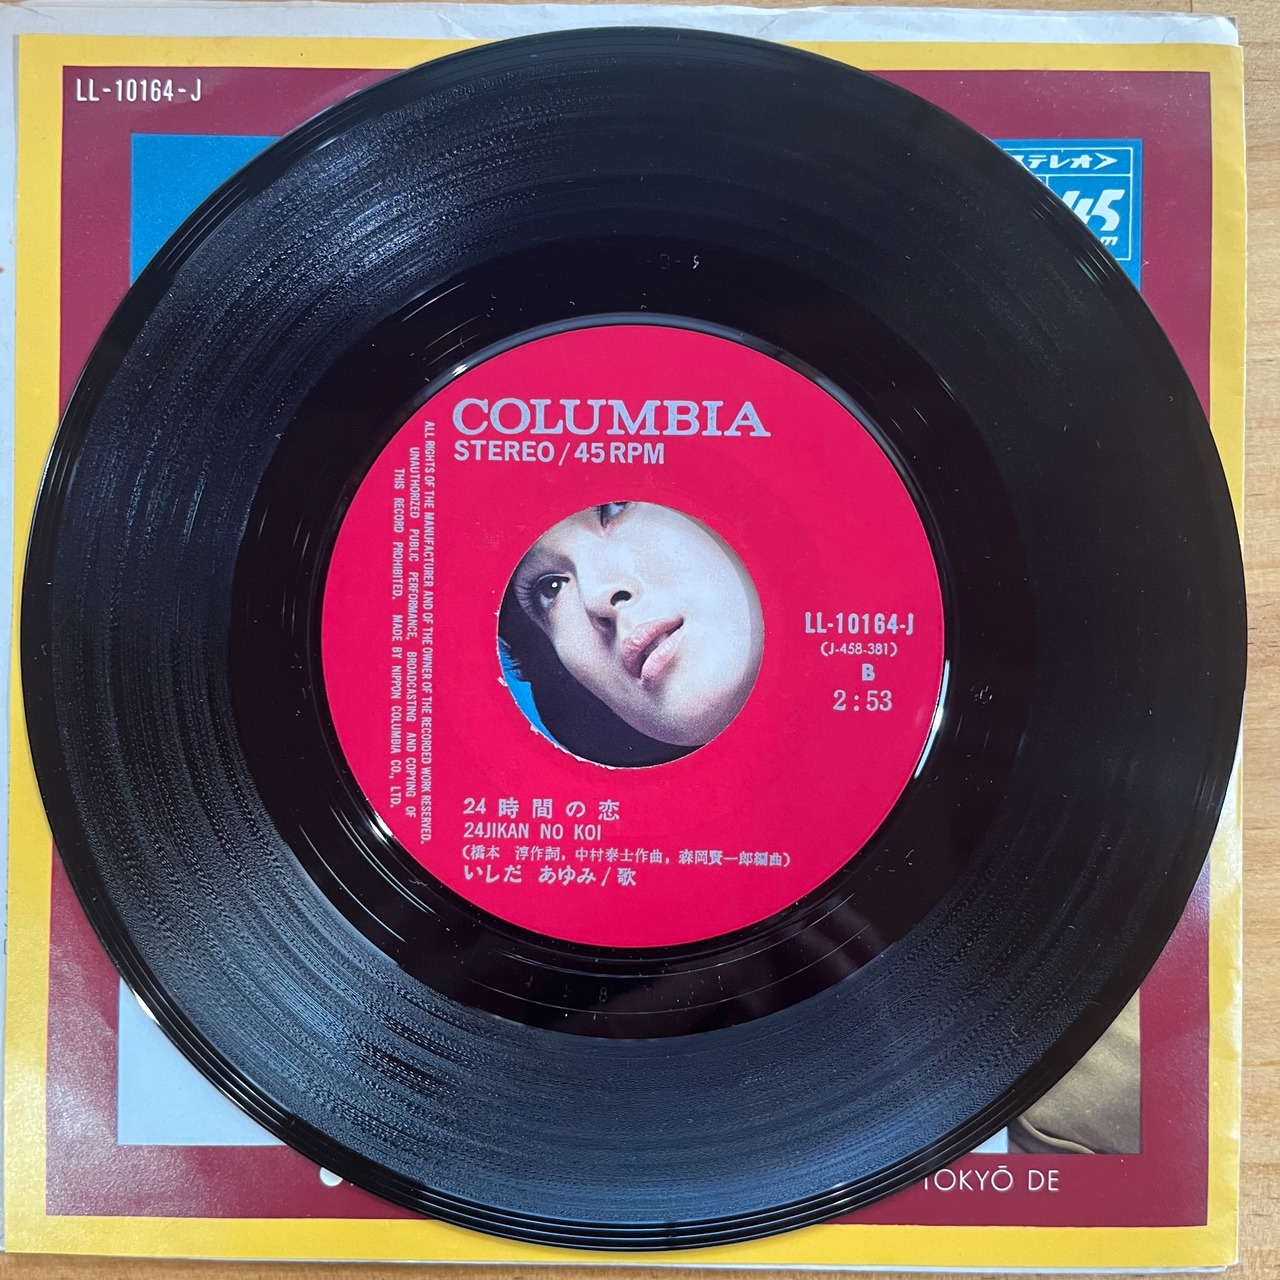 LL-10164-J
テレオ
45
COLUMBIA
STEREO / 45 RPM
ALL RIGHTS OF THE MANUFACTURER AND OF THE OWNER OF THE RECORDED WORK RESERVED.
UNAUTHORIZED PUBLIC PERFORMANCE, BROADCASTING AND COPYING OF
THIS RECORD PROHIBITED. MADE BY NIPPON COLUMBIA CO., LTD.
LL-10164-J
(J-458-381)
B
2:53
24時間の恋
24JIKAN NO KOI
(橋本 淳作詞, 中村泰士作曲, 森岡賢一郎編曲)
いしだ あゆみ / 歌
TOKYŌ DE